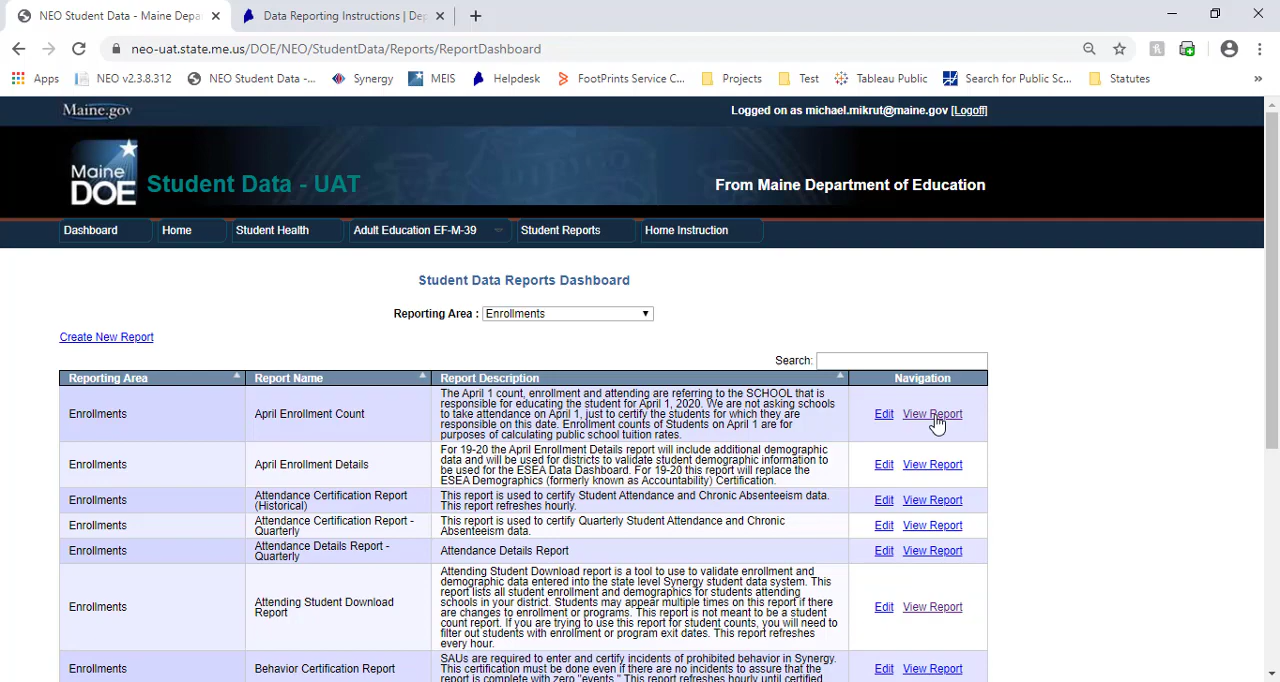 NEO Student Data - Maine Depa
Data Reporting Instructions | Dep
neo-uat.state.me.us/DOE/NEO/StudentData/Reports/ReportDashboard
Apps
NEO v2.3.8.3132
NEO Student Data -...
Synergy
MEIS
Helpdesk
FootPrints Service C...
Projects
Test
Tableau Public
Search for Public Sc...
Statutes
»
Maine.gov
Logged on as michael.mikrut@maine.gov [Logoff]
Maine
DOE
Student Data - UAT
From Maine Department of Education
Dashboard
Home
Student Health
Adult Education EF-M-39
Student Reports
Home Instruction
Student Data Reports Dashboard
Reporting Area : Enrollments
Create New Report
Search:
Reporting Area Report Name Report Description Navigation
Enrollments
April Enrollment Count
The April 1 count, enrollment and attending are referring to the SCHOOL that is
responsible for educating the student for April 1, 2020. We are not asking schools
to take attendance on April 1, just to certify the students for which they are
responsible on this date. Enrollment counts of Students on April 1 are for
purposes of calculating public school tuition rates.
Edit View Report
Enrollments
April Enrollment Details
For 19-20 the April Enrollment Details report will include additional demographic
data and will be used for districts to validate student demographic information to
be used for the ESEA Data Dashboard. For 19-20 this report will replace the
ESEA Demographics (formerly known as Accountability) Certification.
Edit View Report
Enrollments
Attendance Certification Report
(Historical)
This report is used to certify Student Attendance and Chronic Absenteeism data.
This report refreshes hourly.
Edit View Report
Enrollments
Attendance Certification Report -
Quarterly
This report is used to certify Quarterly Student Attendance and Chronic
Absenteeism data.
Edit View Report
Enrollments
Attendance Details Report -
Quarterly
Attendance Details Report
Edit View Report
Enrollments
Attending Student Download
Report
Attending Student Download report is a tool to use to validate enrollment and
demographic data entered into the state level Synergy student data system. This
report lists all student enrollment and demographics for students attending
schools in your district. Students may appear multiple times on this report if there
are changes to enrollment or programs. This report is not meant to be a student
count report. If you are trying to use this report for student counts, you will need to
filter out students with enrollment or program exit dates. This report refreshes
every hour.
Edit View Report
Enrollments
Behavior Certification Report
SAUs are required to enter and certify incidents of prohibited behavior in Synergy.
This certification must be done even if there are no incidents to assure that the
report is complete with zero "events." This report refreshes hourly until certified
Edit View Report